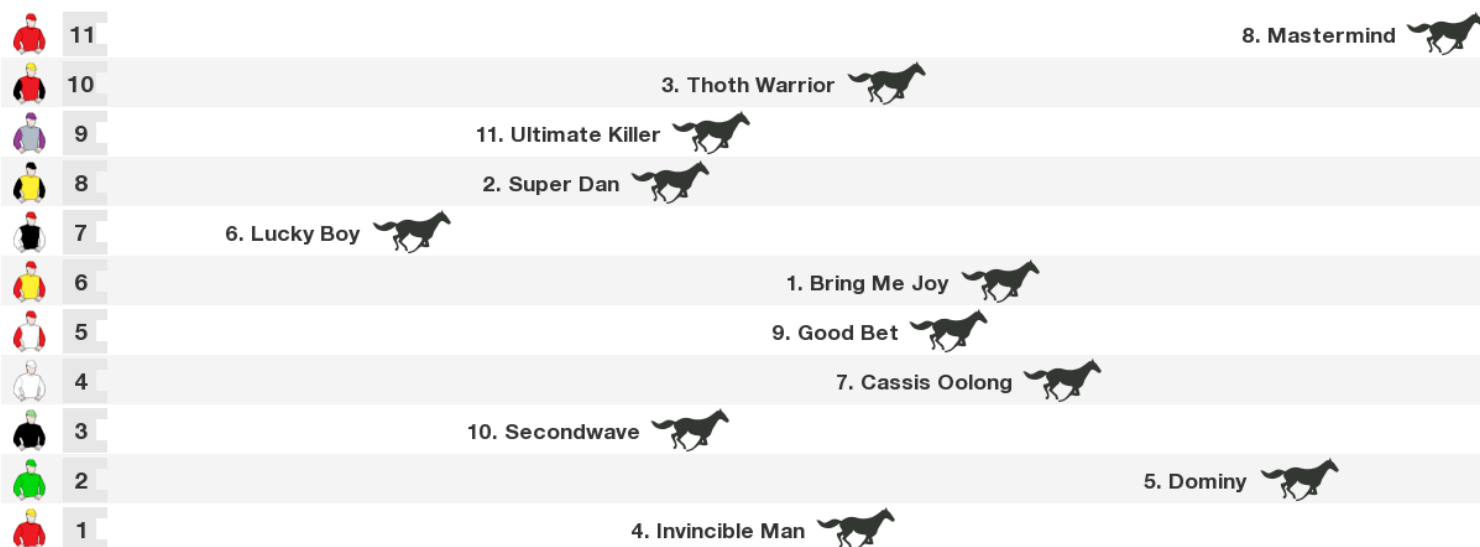 11 8. Mastermind
10 3. Thoth Warrior
9 11. Ultimate Killer
8 2. Super Dan
7 6. Lucky Boy
6 1. Bring Me Joy
5 9. Good Bet
4 7. Cassis Oolong
3 10. Secondwave
2 5. Dominy
1 4. Invincible Man